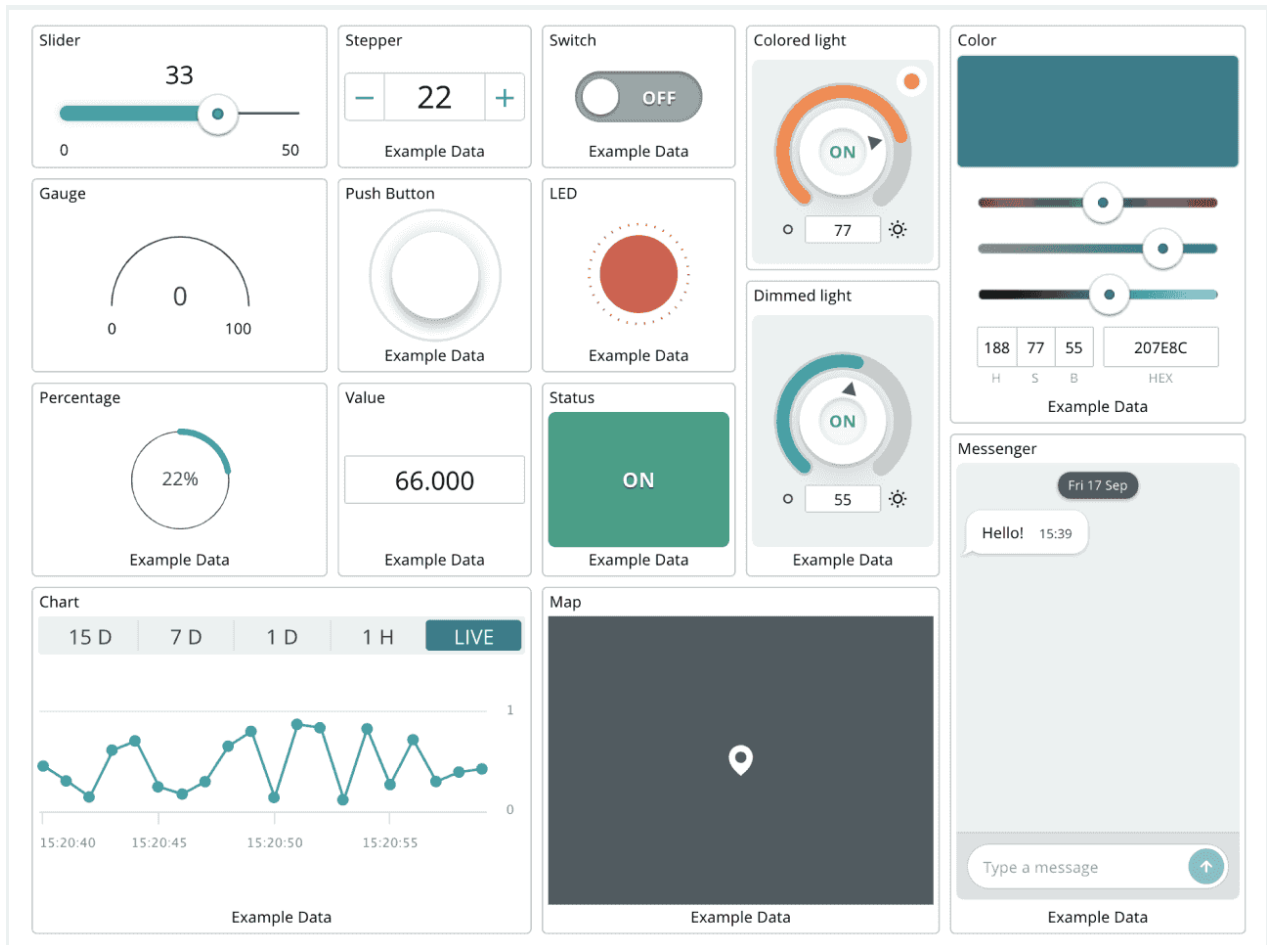 Slider
33
0
50
Stepper
−
22
+
Example Data
Switch
OFF
Example Data
Colored light
ON
77
Color
188
77
55
207E8C
H
S
B
HEX
Example Data
Gauge
0
0
100
Push Button
Example Data
LED
Example Data
Dimmed light
ON
55
Example Data
Percentage
22%
Example Data
Value
66.000
Example Data
Status
ON
Example Data
Messenger
Fri 17 Sep
Hello! 15:39
Type a message
Example Data
Chart
15 D
7 D
1 D
1 H
LIVE
1
0
15:20:40
15:20:45
15:20:50
15:20:55
Example Data
Map
Example Data